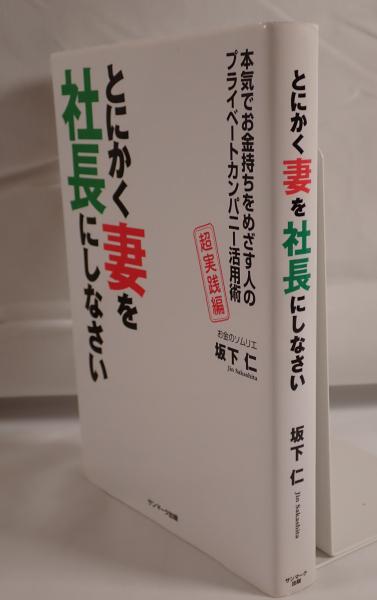 本気でお金持ちをめざす人の
プライベートカンパニー活用術
超実践編
とにかく妻を
社長にしなさい
お金のソムリエ
坂下 仁
Jin Sakashita
サンマーク出版
とにかく妻を社長にしなさい
坂下 仁
Jin Sakashita
サンマーク
出版